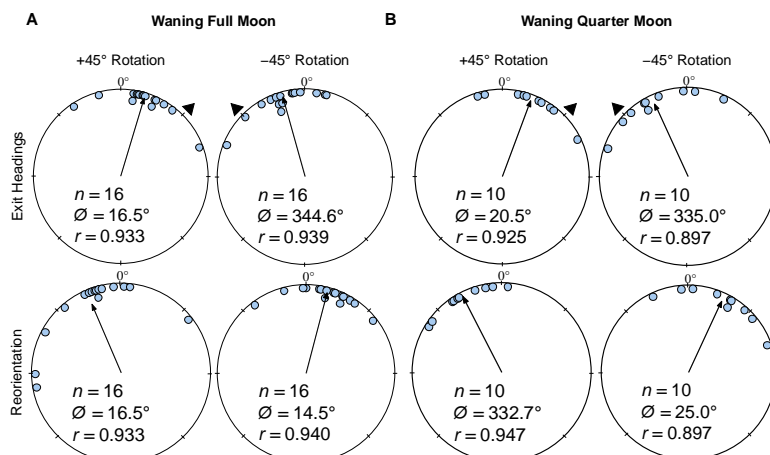 A Waning Full Moon
B Waning Quarter Moon
+45° Rotation
−45° Rotation
+45° Rotation
−45° Rotation
Exit Headings
0°
n = 16
Ø = 16.5°
r = 0.933
0°
n = 16
Ø = 344.6°
r = 0.939
0°
n = 10
Ø = 20.5°
r = 0.925
0°
n = 10
Ø = 335.0°
r = 0.897
Reorientation
0°
n = 16
Ø = 16.5°
r = 0.933
0°
n = 16
Ø = 14.5°
r = 0.940
0°
n = 10
Ø = 332.7°
r = 0.947
0°
n = 10
Ø = 25.0°
r = 0.897